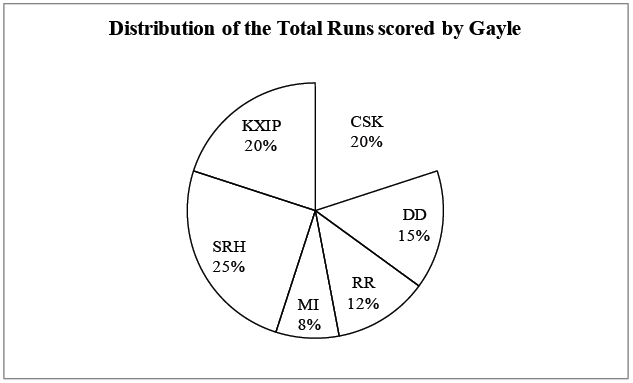 Distribution of the Total Runs scored by Gayle
CSK
20%
DD
15%
RR
12%
MI
8%
SRH
25%
KXIP
20%